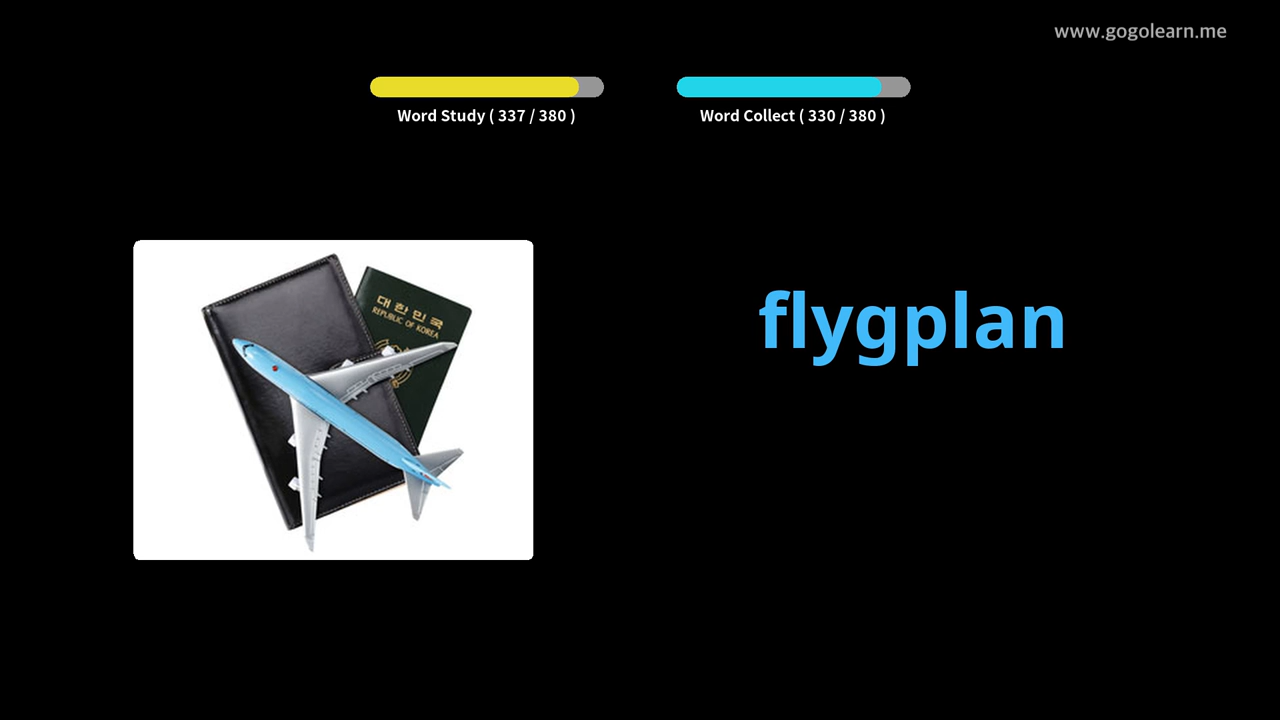 www.gogolearn.me
Word Study ( 337 / 380 )
Word Collect ( 330 / 380 )
대한민국
REPUBLIC OF KOREA
flygplan